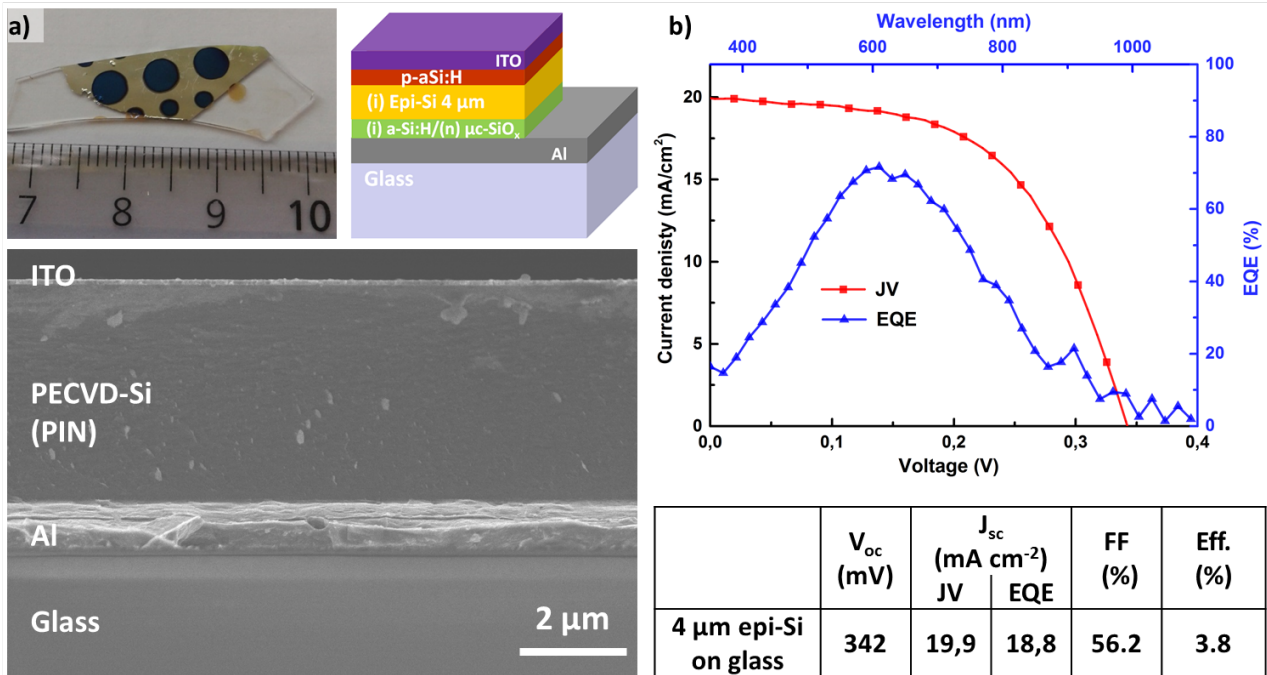 a)
7 8 9 10
ITO
p-aSi:H
(i) Epi-Si 4 µm
(i) a-Si:H/(n) µc-SiOₓ
Al
Glass
ITO
PECVD-Si
(PIN)
Al
Glass
2 µm
b)
Wavelength (nm)
400 600 800 1000
Current denisty (mA/cm²)
20
15
10
5
0
100
80
60
40
20
0
EQE (%)
JV
EQE
0,0 0,1 0,2 0,3 0,4
Voltage (V)
Voc
(mV)
Jsc
(mA cm⁻²)
JV EQE
FF
(%)
Eff.
(%)
4 µm epi-Si
on glass
342 19,9 18,8 56.2 3.8